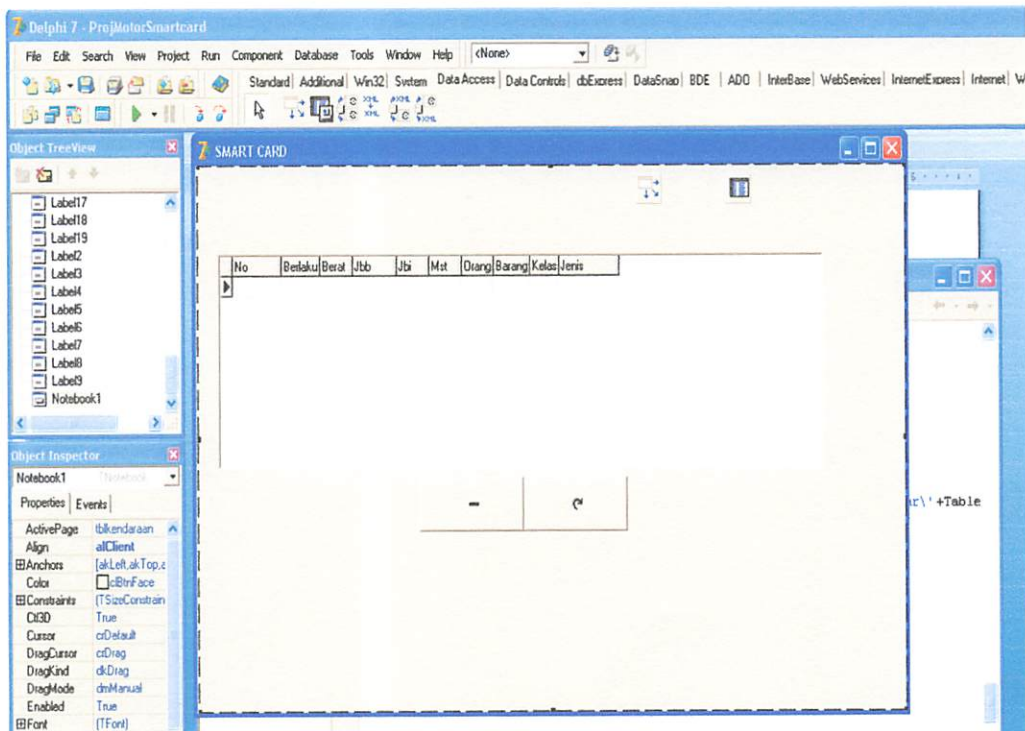 Delphi 7 - ProjMotorSmartcard
File Edit Search View Project Run Component Database Tools Window Help <None>
Standard Additional Win32 System Data Access Data Controls dbExpress DataSnap BDE ADO InterBase WebServices InternetExpress Internet W
Object TreeView
Label17
Label18
Label19
Label2
Label3
Label4
Label5
Label6
Label7
Label8
Label9
Notebook1
SMART CARD
No Berlaku Berat Jbb Jbi Mst Orang Barang Kelas Jenis
Object Inspector
Notebook1 TNotebook
Properties Events
ActivePage tblkendaraan
Align alClient
Anchors [akLeft,akTop,a
Color clBtnFace
Constraints (TSizeConstrain
Ctl3D True
Cursor crDefault
DragCursor crDrag
DragKind dkDrag
DragMode dmManual
Enabled True
Font (TFont)
\'+Table